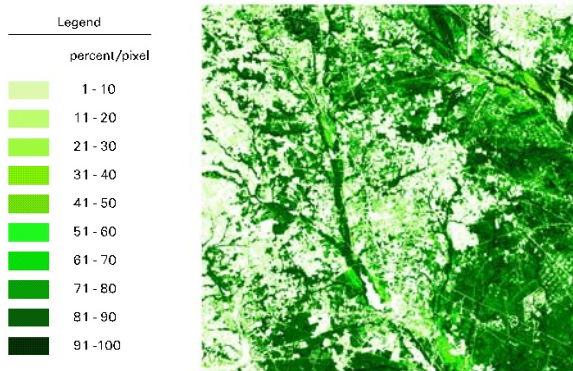 Legend
percent/pixel
1 - 10
11 - 20
21 - 30
31 - 40
41 - 50
51 - 60
61 - 70
71 - 80
81 - 90
91 -100